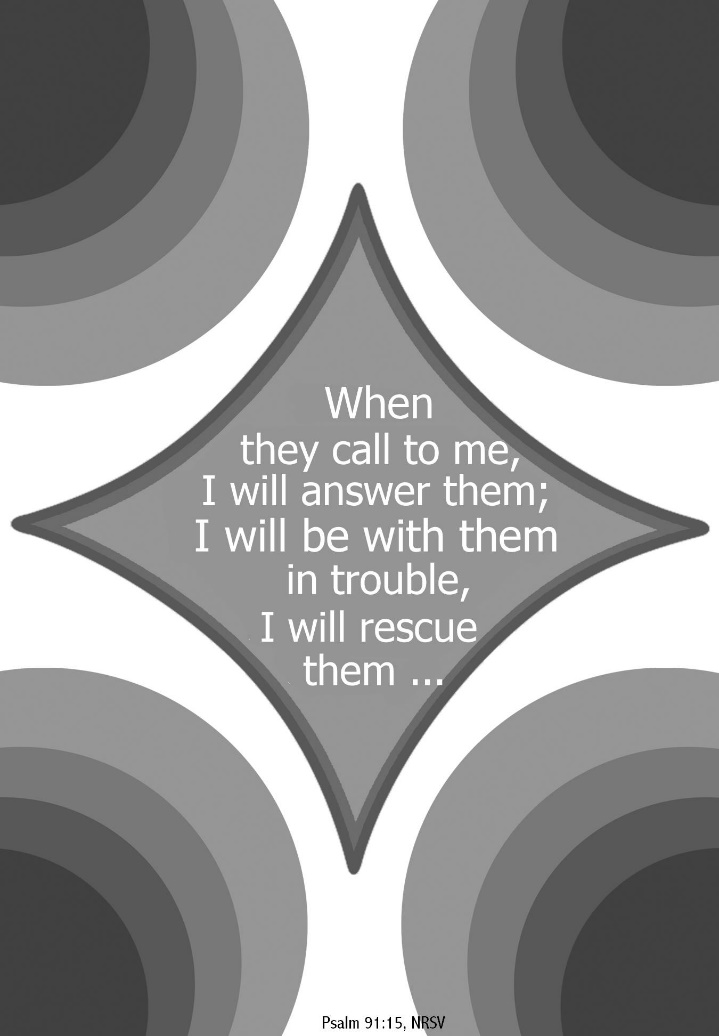 When
they call to me,
I will answer them;
I will be with them
in trouble,
I will rescue
them ...
Psalm 91:15, NRSV